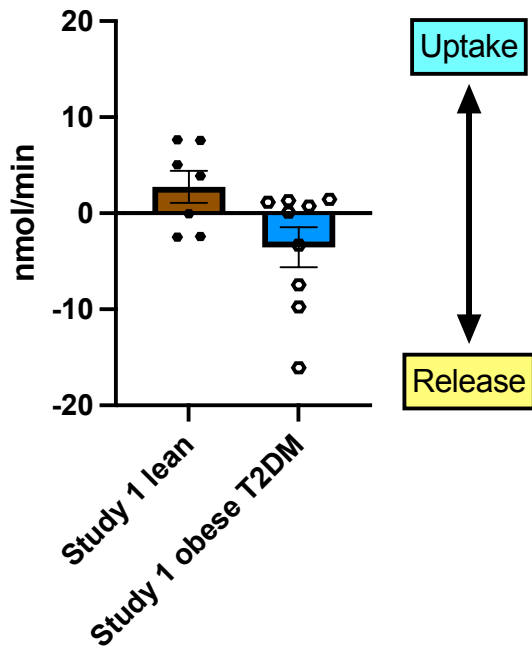 nmol/min
20
10
0
-10
-20
Study 1 lean
Study 1 obese T2DM
Uptake
Release